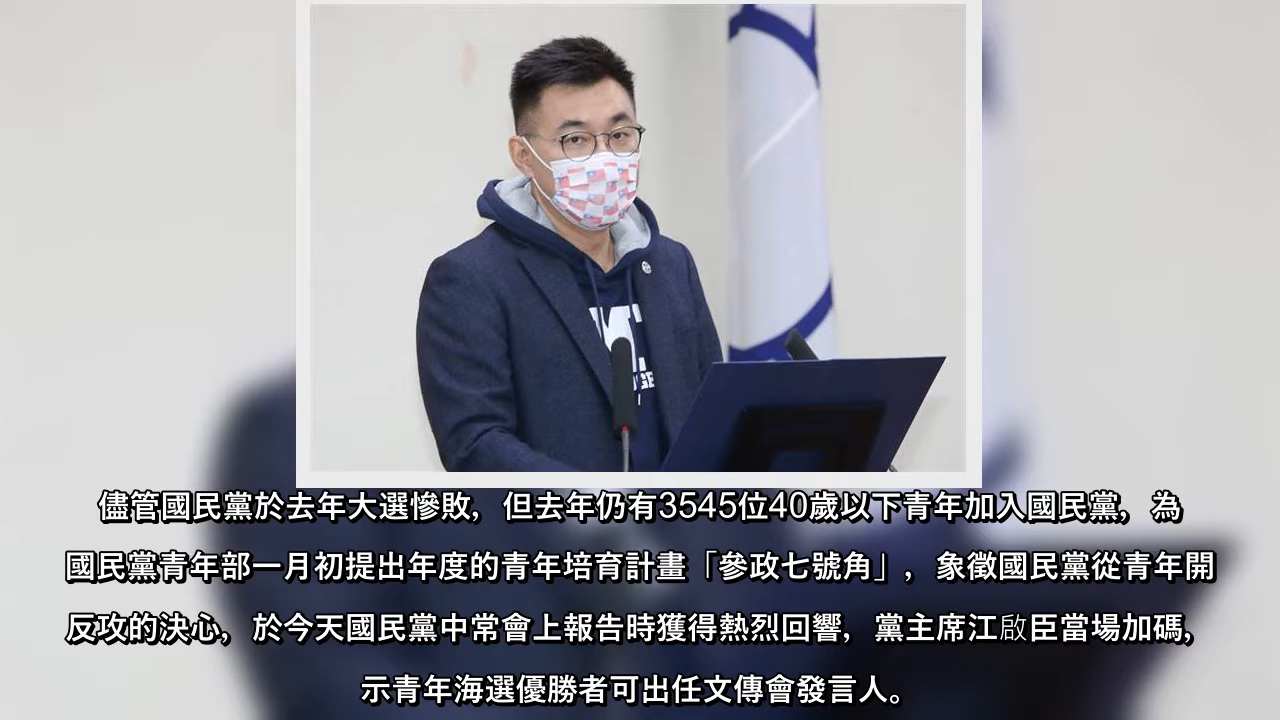 儘管國民黨於去年大選慘敗，但去年仍有3545位40歲以下青年加入國民黨，為
國民黨青年部一月初提出年度的青年培育計畫「參政七號角」，象徵國民黨從青年開
反攻的決心，於今天國民黨中常會上報告時獲得熱烈回響，黨主席江啟臣當場加碼，
示青年海選優勝者可出任文傳會發言人。